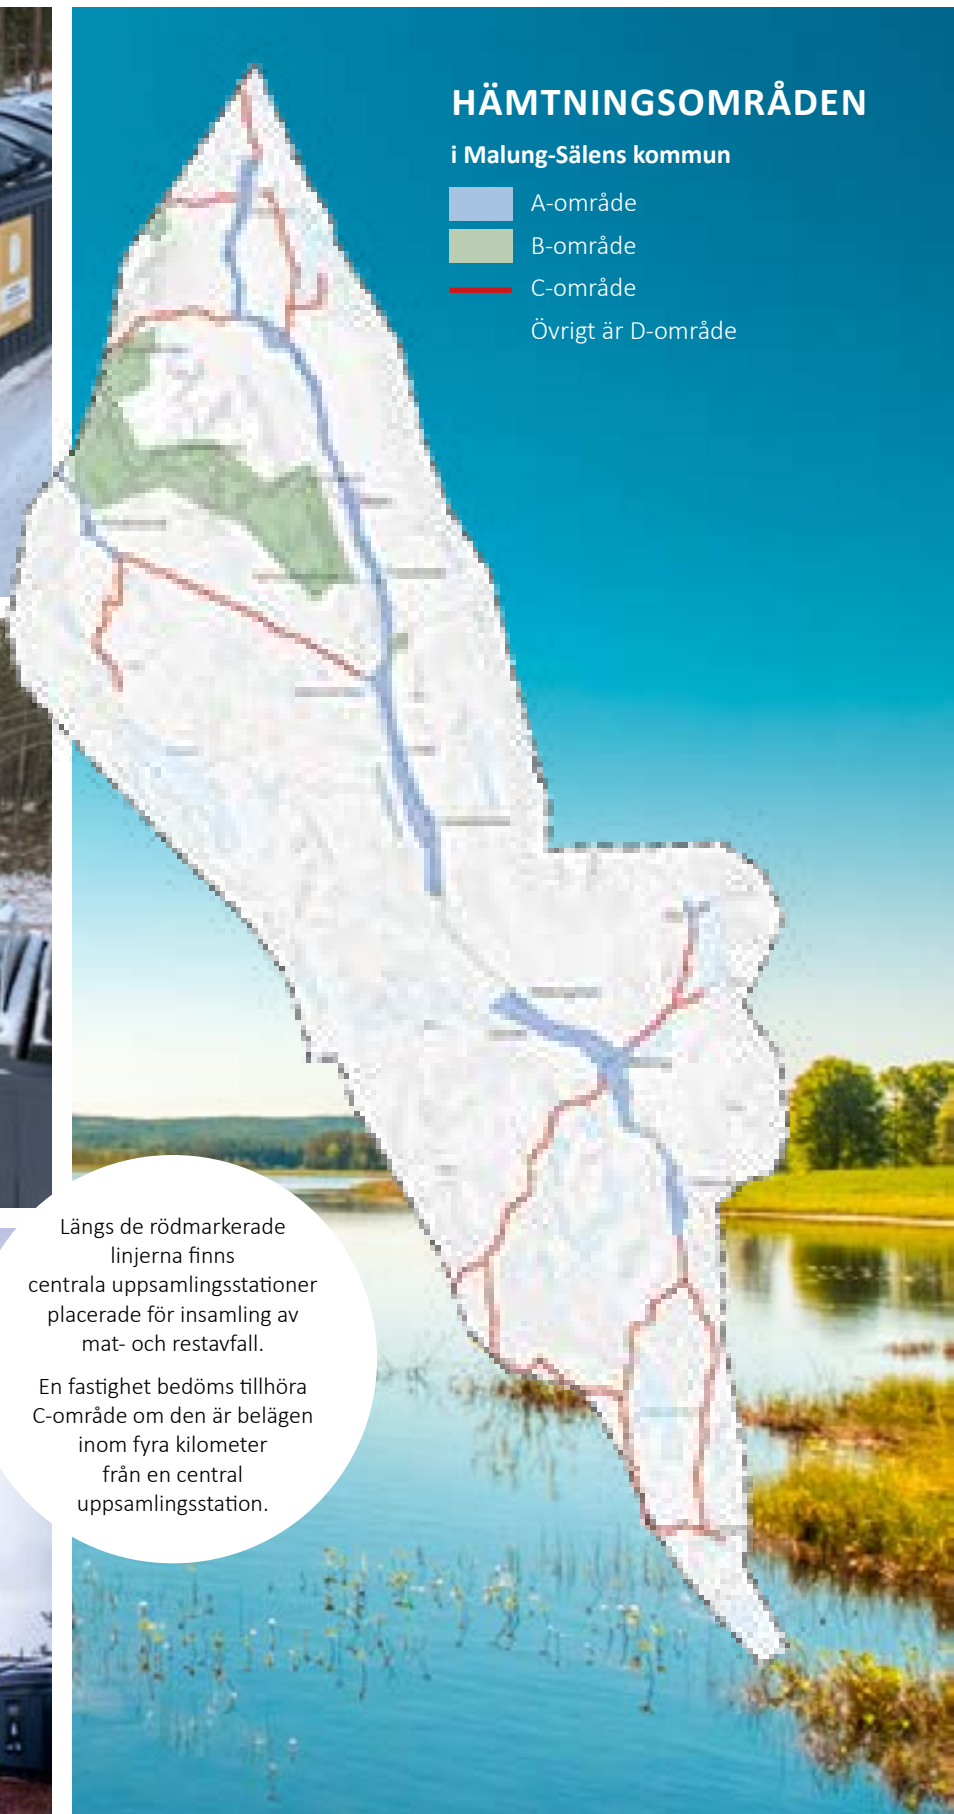 HÄMTNINGSOMRÅDEN
i Malung-Sälens kommun
A-område
B-område
C-område
Övrigt är D-område
Längs de rödmarkerade
linjerna finns
centrala uppsamlingsstationer
placerade för insamling av
mat- och restavfall.
En fastighet bedöms tillhöra
C-område om den är belägen
inom fyra kilometer
från en central
uppsamlingsstation.